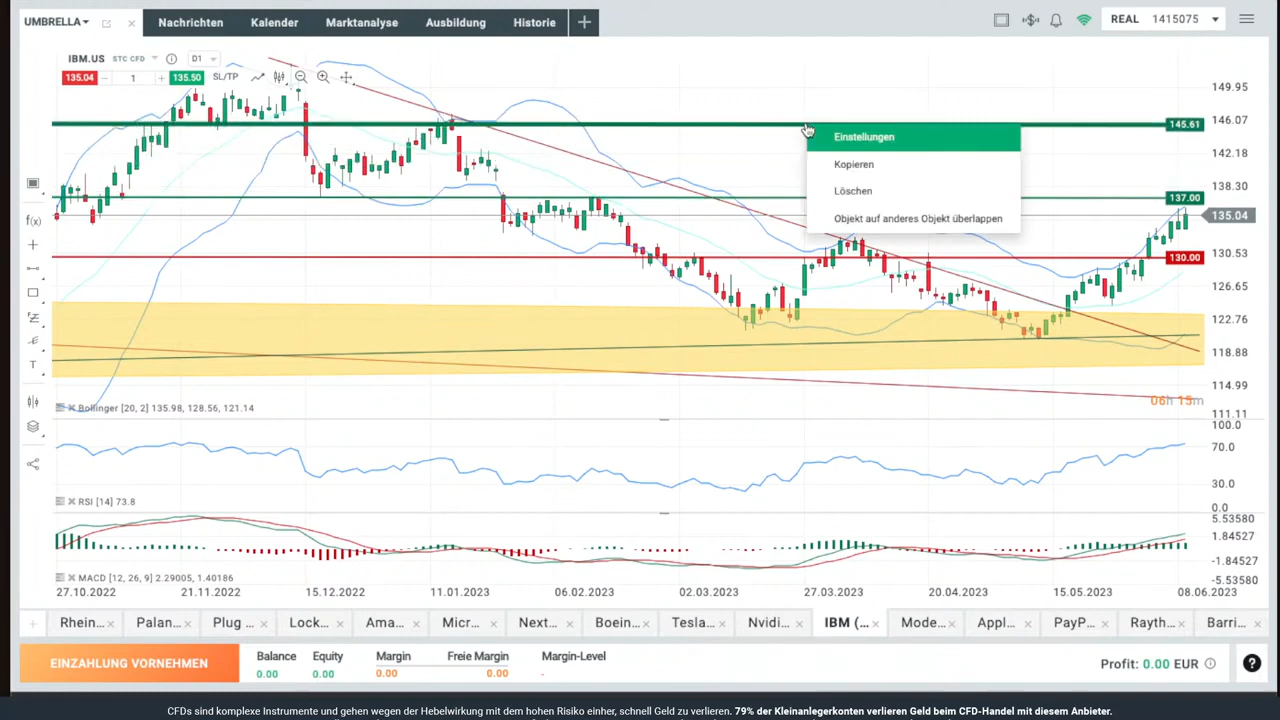 UMBRELLA
Nachrichten
Kalender
Marktanalyse
Ausbildung
Historie
REAL 1415075
IBM.US STC CFD D1
135.04 1 135.50 SL/TP
149.95
146.07
145.61
142.18
138.30
137.00
135.04
130.53
130.00
126.65
122.76
118.88
114.99
111.11
Einstellungen
Kopieren
Löschen
Objekt auf anderes Objekt überlappen
f(x)
T
06h 15m
Bollinger [20, 2] 135.98, 128.56, 121.14
100.0
70.0
30.0
0.0
RSI [14] 73.8
5.53580
1.84527
-1.84527
-5.53580
MACD [12, 26, 9] 2.29005, 1.40186
27.10.2022 21.11.2022 15.12.2022 11.01.2023 06.02.2023 02.03.2023 27.03.2023 20.04.2023 15.05.2023 08.06.2023
Rhein... Palan... Plug ... Lock... Ama... Micr... Next... Boein... Tesla... Nvidi... IBM (... Mode... Appl... PayP... Rayth... Barri...
EINZAHLUNG VORNEHMEN
Balance Equity Margin Freie Margin Margin-Level
0.00 0.00 0.00 0.00 -
Profit: 0.00 EUR
CFDs sind komplexe Instrumente und gehen wegen der Hebelwirkung mit dem hohen Risiko einher, schnell Geld zu verlieren. 79% der Kleinanlegerkonten verlieren Geld beim CFD-Handel mit diesem Anbieter.